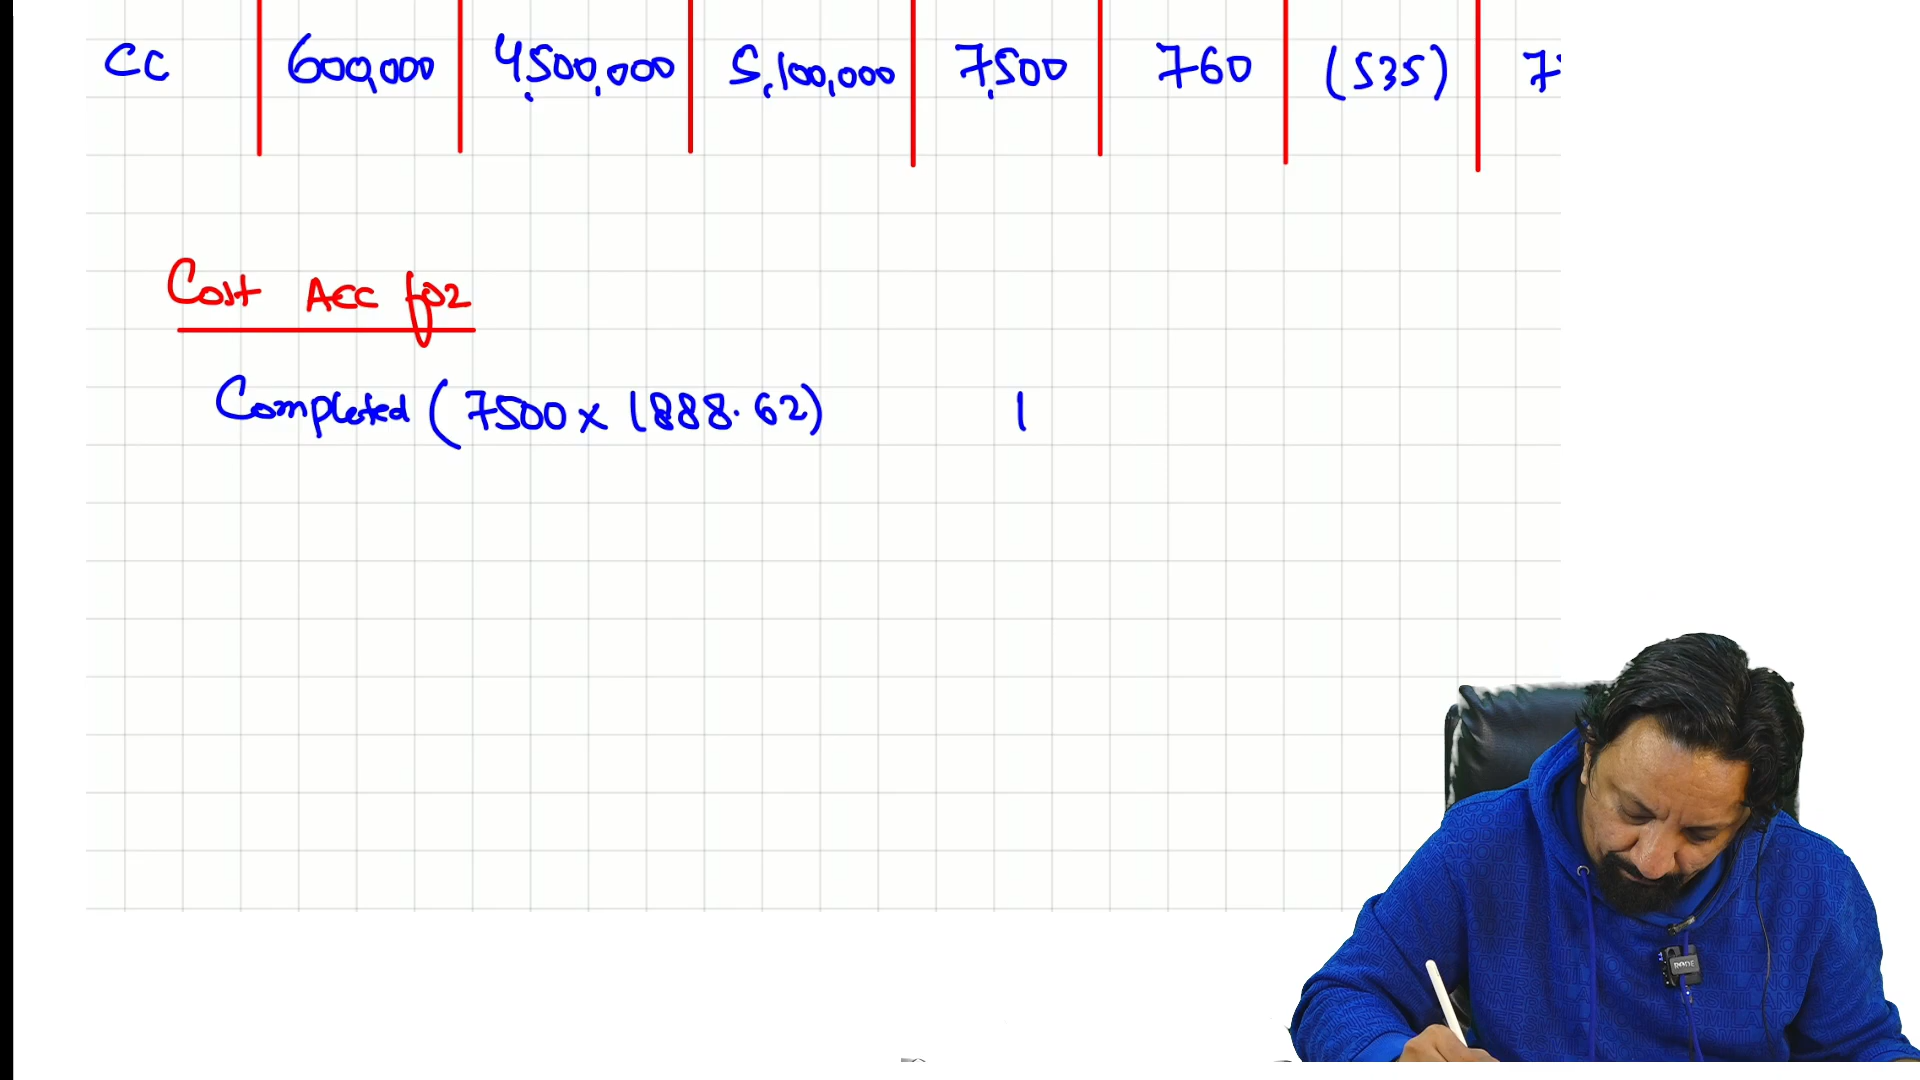 CC 600,000 4,500,000 5,100,000 7,500 760 (535)
Cost Acc for
Completed (7500 x 1888.62) 1
RØDE